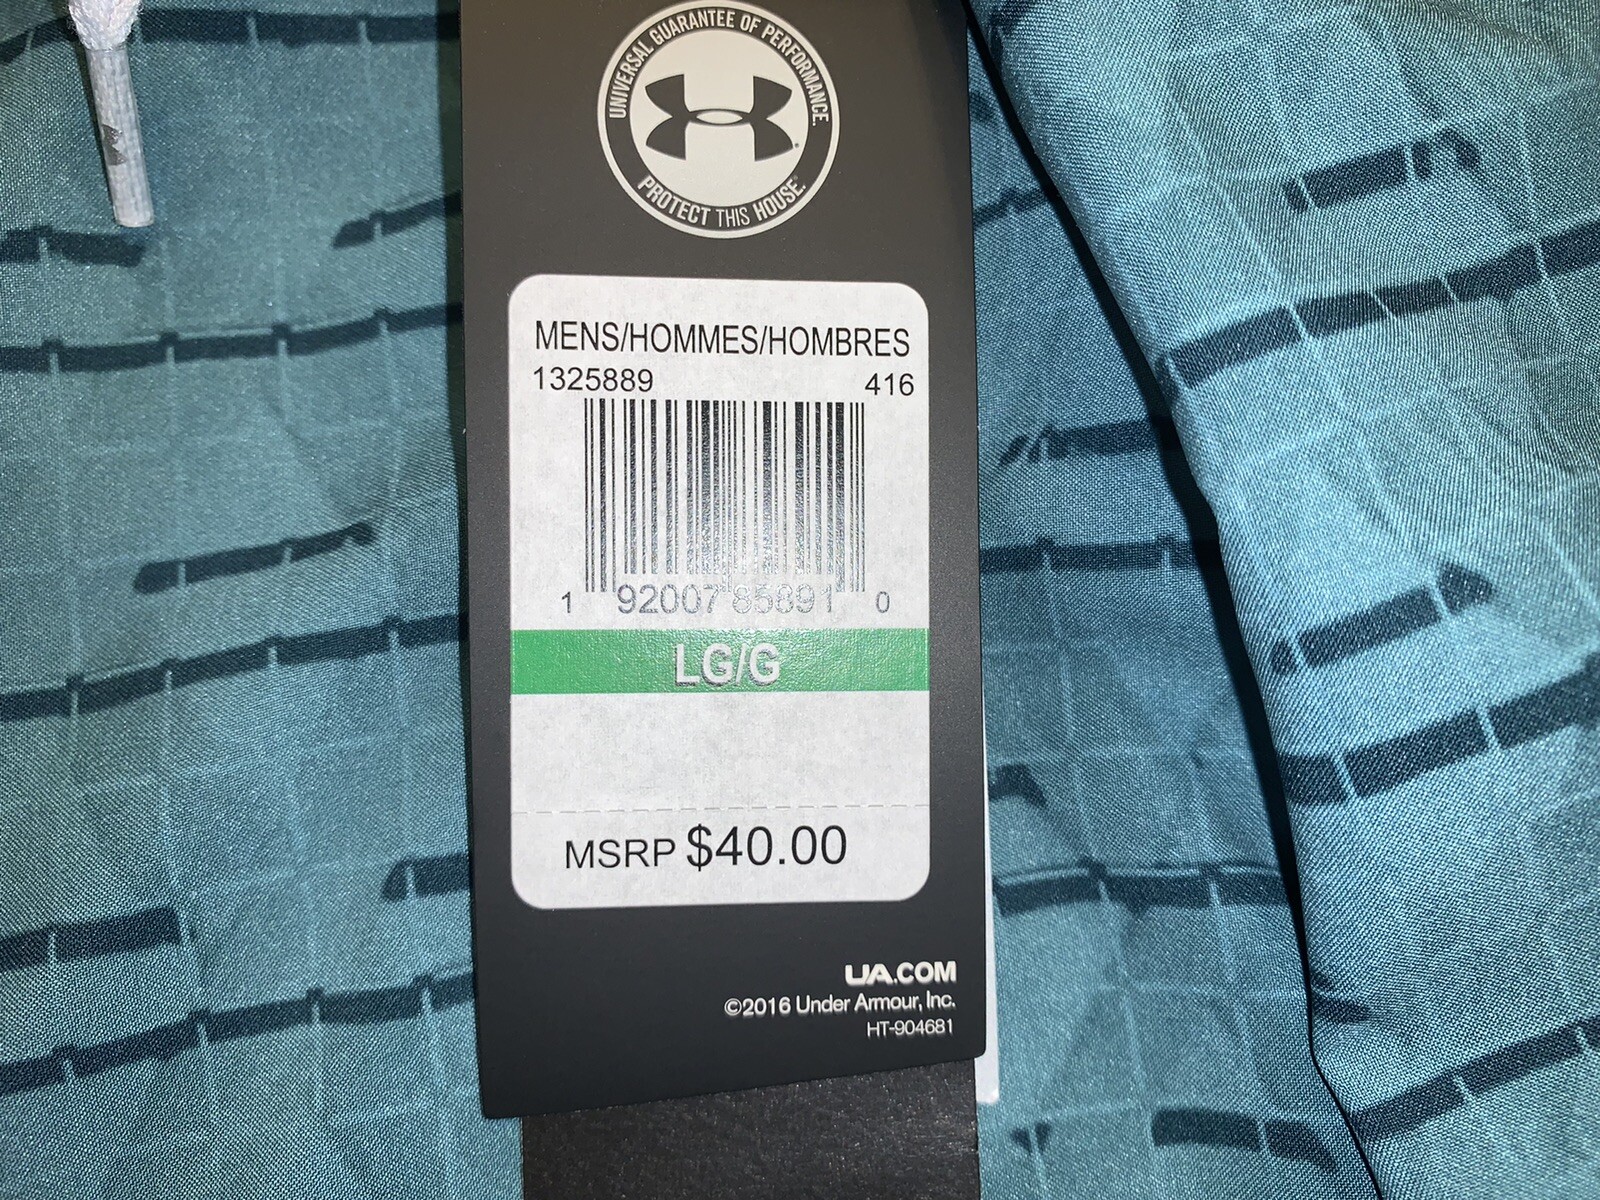 UNIVERSAL GUARANTEE OF PERFORMANCE.
PROTECT THIS HOUSE.
MENS/HOMMES/HOMBRES
1325889 416
1 92007 85891 0
LG/G
MSRP $40.00
UA.COM
©2016 Under Armour, Inc.
HT-904681